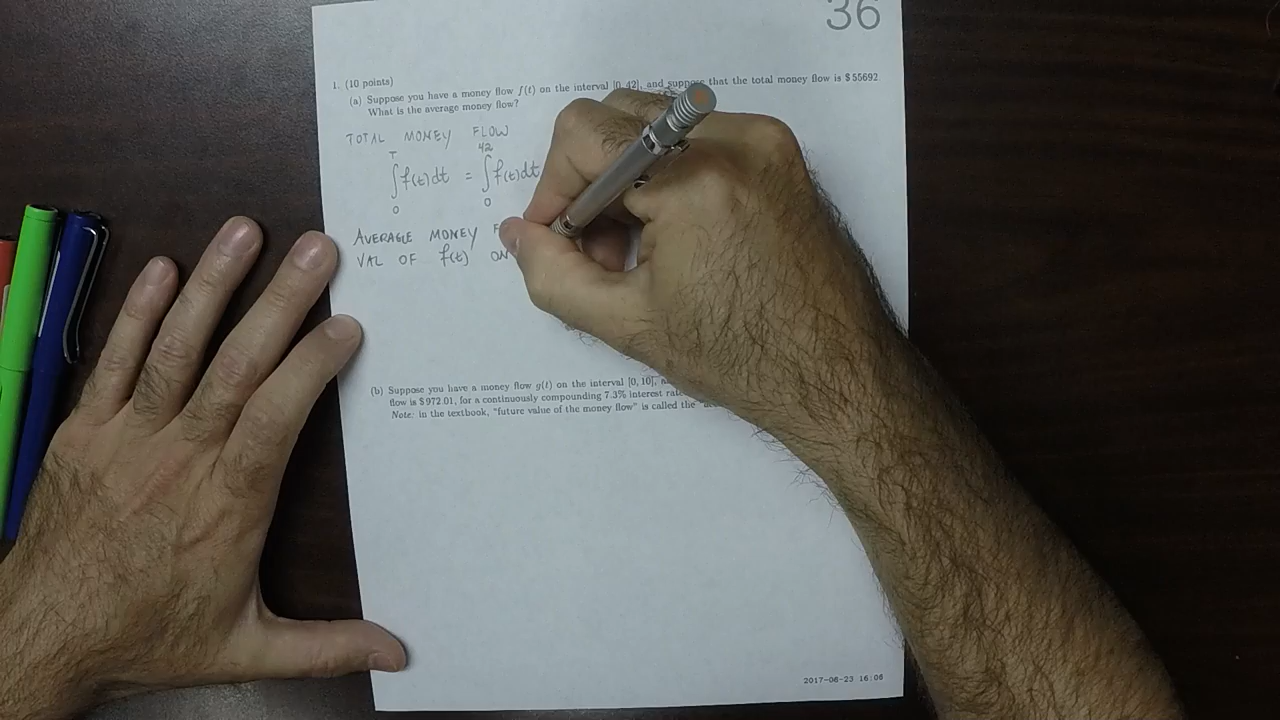 36
1. (10 points)
(a) Suppose you have a money flow f(t) on the interval [0, 42], and suppose that the total money flow is $55692.
What is the average money flow?
TOTAL MONEY FLOW
∫₀ᵀ f(t)dt = ∫₀⁴² f(t)dt
AVERAGE MONEY F
VAL OF f(t) ON
(b) Suppose you have a money flow g(t) on the interval [0, 10],
flow is $972.01, for a continuously compounding 7.3% interest rate
Note: in the textbook, "future value of the money flow" is called the
2017-06-23 16:06